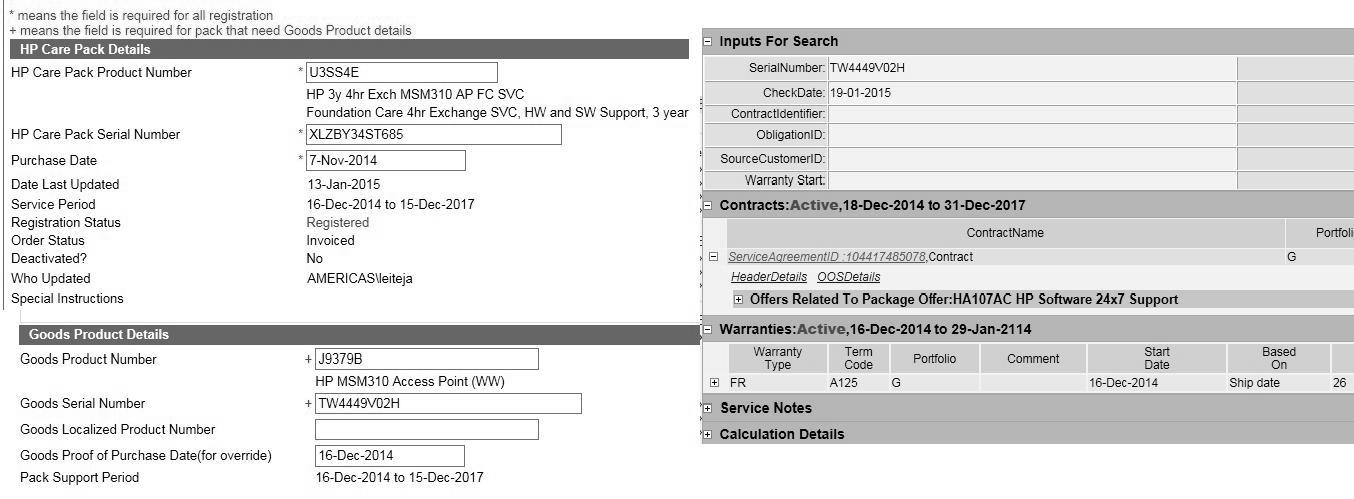 * means the field is required for all registration
+ means the field is required for pack that need Goods Product details
HP Care Pack Details
HP Care Pack Product Number * U3SS4E
HP 3y 4hr Exch MSM310 AP FC SVC
Foundation Care 4hr Exchange SVC, HW and SW Support, 3 year
HP Care Pack Serial Number * XLZBY34ST685
Purchase Date * 7-Nov-2014
Date Last Updated 13-Jan-2015
Service Period 16-Dec-2014 to 15-Dec-2017
Registration Status Registered
Order Status Invoiced
Deactivated? No
Who Updated AMERICAS\leiteja
Special Instructions
Goods Product Details
Goods Product Number + J9379B
HP MSM310 Access Point (WW)
Goods Serial Number + TW4449V02H
Goods Localized Product Number
Goods Proof of Purchase Date(for override) 16-Dec-2014
Pack Support Period 16-Dec-2014 to 15-Dec-2017
Inputs For Search
SerialNumber: TW4449V02H
CheckDate: 19-01-2015
ContractIdentifier:
ObligationID:
SourceCustomerID:
Warranty Start:
Contracts:Active,18-Dec-2014 to 31-Dec-2017
ContractName Portfoli
ServiceAgreementID :104417485078,Contract G
HeaderDetails OOSDetails
Offers Related To Package Offer:HA107AC HP Software 24x7 Support
Warranties:Active,16-Dec-2014 to 29-Jan-2114
Warranty Type Term Code Portfolio Comment Start Date Based On
FR A125 G 16-Dec-2014 Ship date 26
Service Notes
Calculation Details